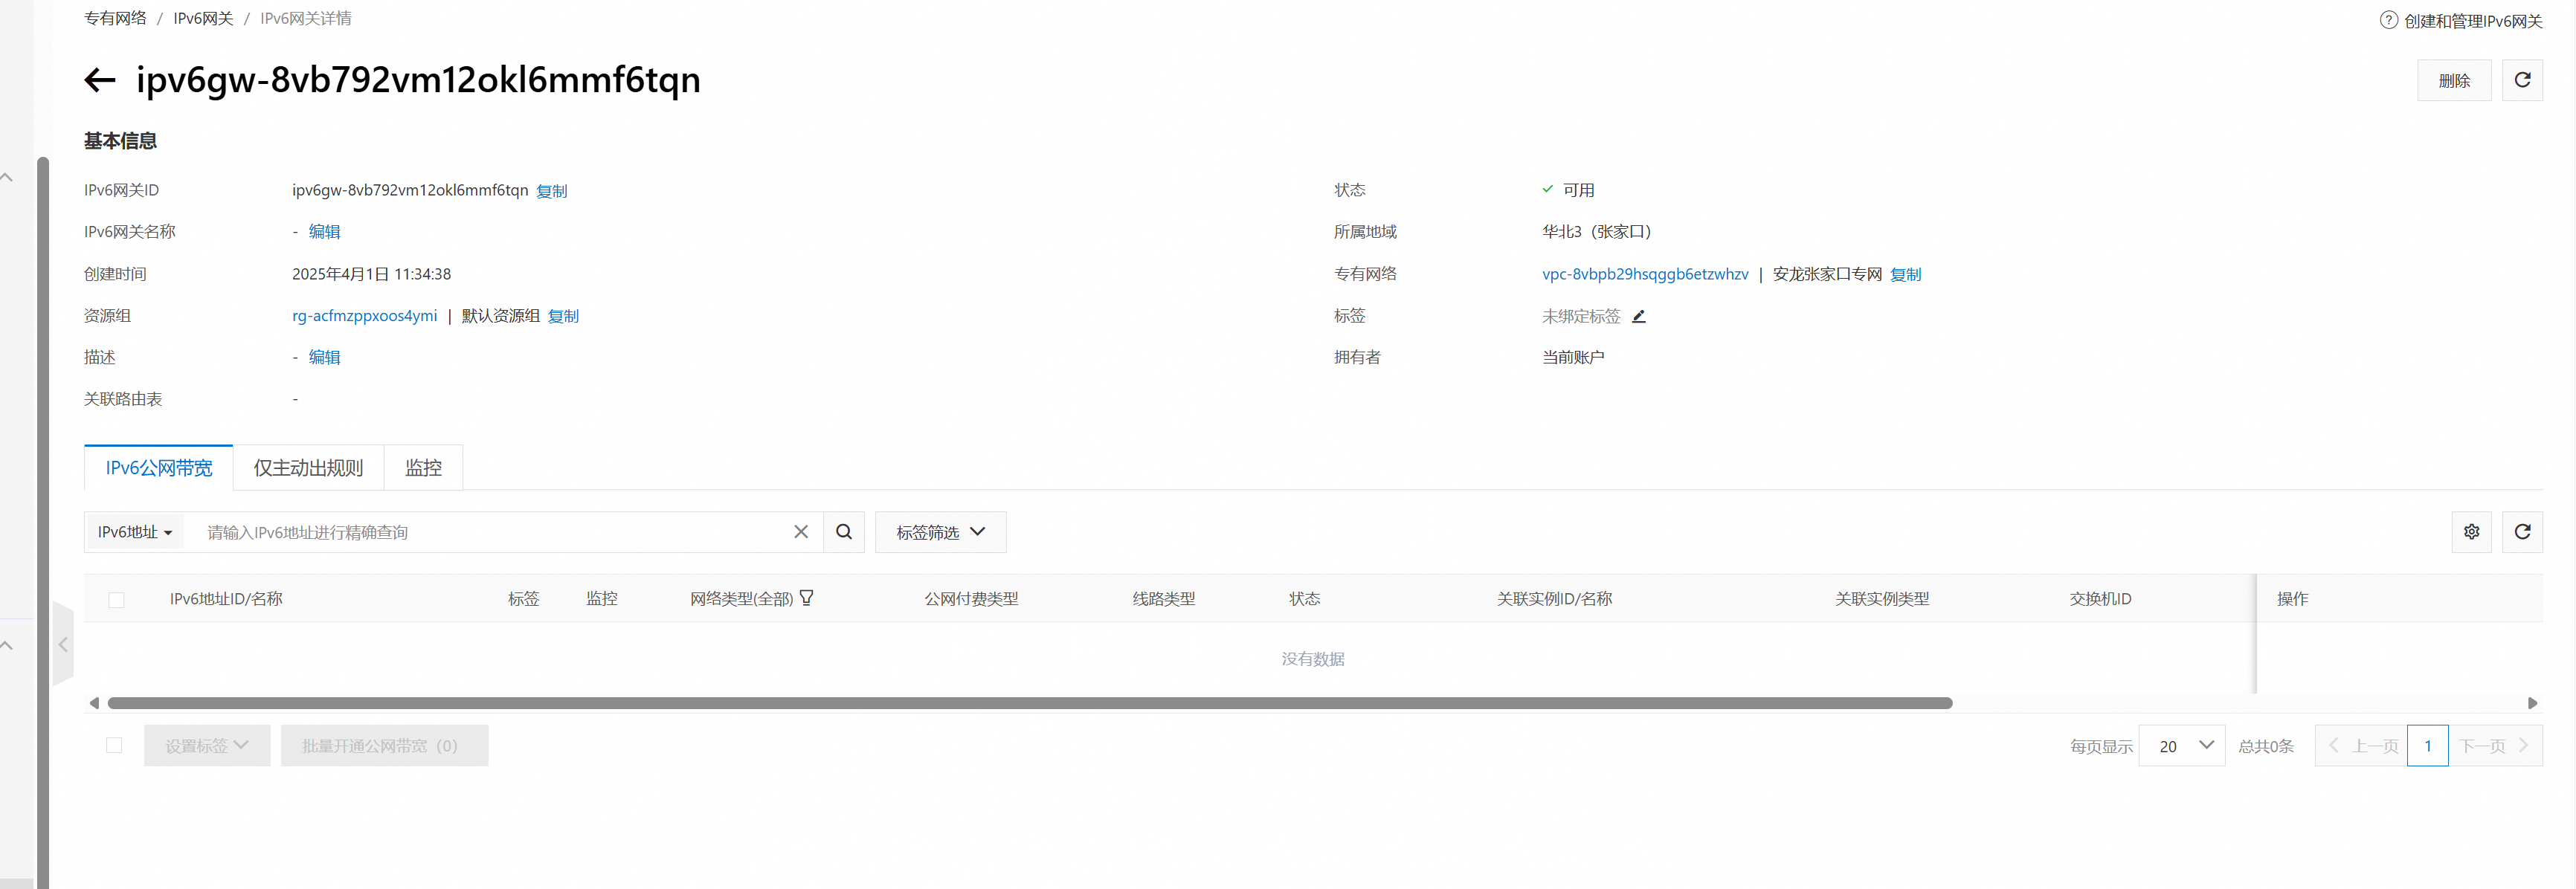 专有网络 / IPv6网关 / IPv6网关详情
创建和管理IPv6网关
ipv6gw-8vb792vm12okl6mmf6tqn
删除
基本信息
IPv6网关ID ipv6gw-8vb792vm12okl6mmf6tqn 复制
状态 可用
IPv6网关名称 - 编辑
所属地域 华北3（张家口）
创建时间 2025年4月1日 11:34:38
专有网络 vpc-8vbpb29hsqggb6etzwhzv | 安龙张家口专网 复制
资源组 rg-acfmzppxoos4ymi | 默认资源组 复制
标签 未绑定标签
描述 - 编辑
拥有者 当前账户
关联路由表 -
IPv6公网带宽 仅主动出规则 监控
IPv6地址 请输入IPv6地址进行精确查询 标签筛选
IPv6地址ID/名称 标签 监控 网络类型(全部) 公网付费类型 线路类型 状态 关联实例ID/名称 关联实例类型 交换机ID 操作
没有数据
设置标签 批量开通公网带宽（0） 每页显示 20 总共0条 上一页 1 下一页